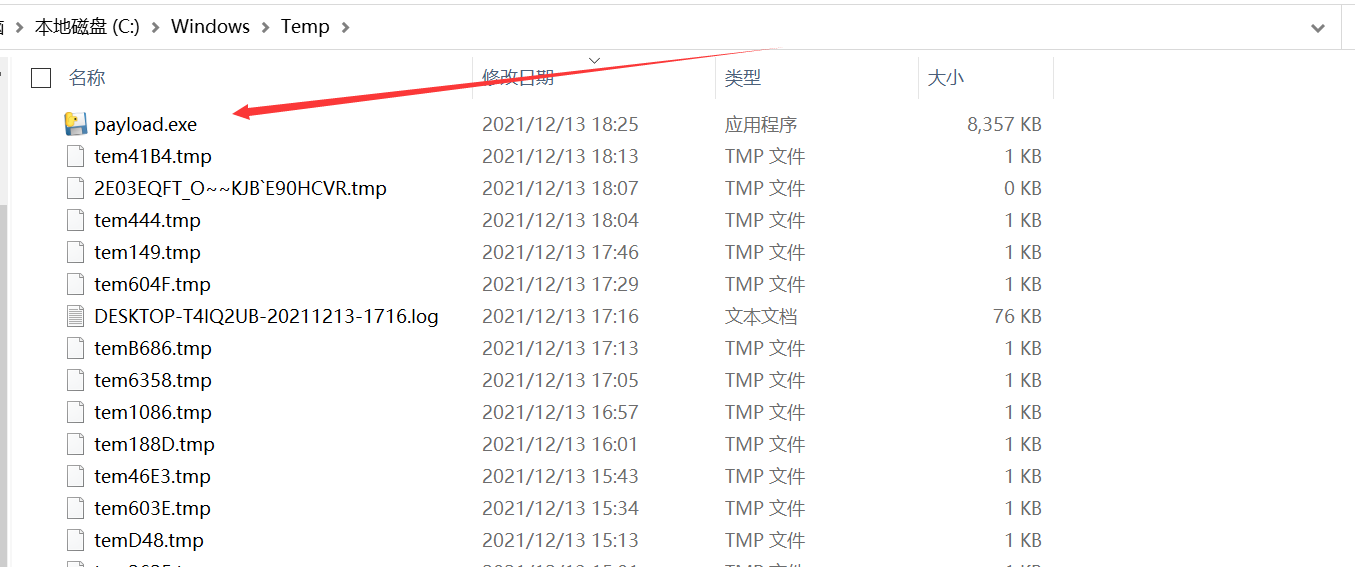 本地磁盘 (C:) > Windows > Temp >
名称 修改日期 类型 大小
payload.exe 2021/12/13 18:25 应用程序 8,357 KB
tem41B4.tmp 2021/12/13 18:13 TMP 文件 1 KB
2E03EQFT_O~~KJB`E90HCVR.tmp 2021/12/13 18:07 TMP 文件 0 KB
tem444.tmp 2021/12/13 18:04 TMP 文件 1 KB
tem149.tmp 2021/12/13 17:46 TMP 文件 1 KB
tem604F.tmp 2021/12/13 17:29 TMP 文件 1 KB
DESKTOP-T4IQ2UB-20211213-1716.log 2021/12/13 17:16 文本文档 76 KB
temB686.tmp 2021/12/13 17:13 TMP 文件 1 KB
tem6358.tmp 2021/12/13 17:05 TMP 文件 1 KB
tem1086.tmp 2021/12/13 16:57 TMP 文件 1 KB
tem188D.tmp 2021/12/13 16:01 TMP 文件 1 KB
tem46E3.tmp 2021/12/13 15:43 TMP 文件 1 KB
tem603E.tmp 2021/12/13 15:34 TMP 文件 1 KB
temD48.tmp 2021/12/13 15:13 TMP 文件 1 KB